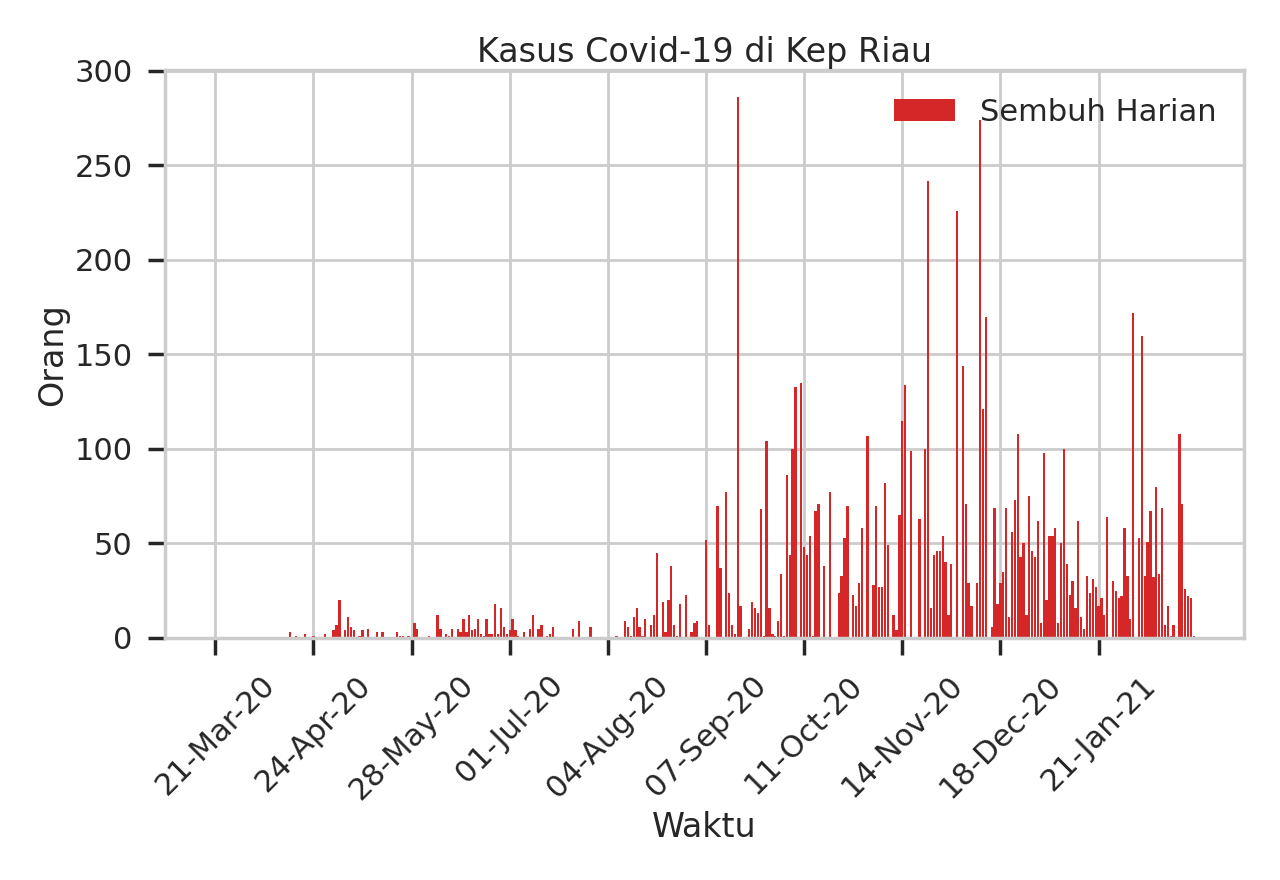 Kasus Covid-19 di Kep Riau
Sembuh Harian
Orang
300
250
200
150
100
50
0
21-Mar-20
24-Apr-20
28-May-20
01-Jul-20
04-Aug-20
07-Sep-20
11-Oct-20
14-Nov-20
18-Dec-20
21-Jan-21
Waktu